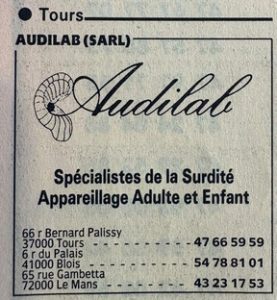 ● Tours
AUDILAB (SARL)
Audilab
Spécialistes de la Surdité
Appareillage Adulte et Enfant
66 r Bernard Palissy
37000 Tours - - - - - - - - - - - 47 66 59 59
6 r du Palais
41000 Blois - - - - - - - - - - - 54 78 81 01
65 rue Gambetta
72000 Le Mans - - - - - - - - 43 23 17 53